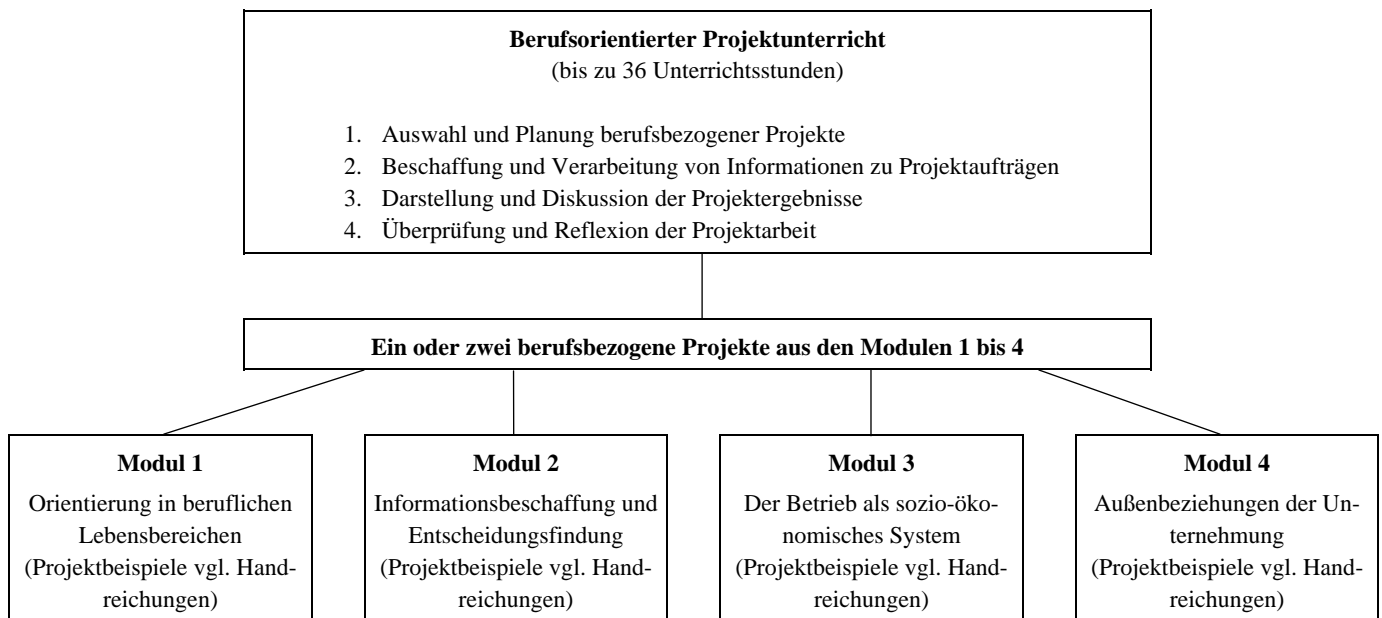 Berufsorientierter Projektunterricht
(bis zu 36 Unterrichtsstunden)
1. Auswahl und Planung berufsbezogener Projekte
2. Beschaffung und Verarbeitung von Informationen zu Projektaufträgen
3. Darstellung und Diskussion der Projektergebnisse
4. Überprüfung und Reflexion der Projektarbeit
Ein oder zwei berufsbezogene Projekte aus den Modulen 1 bis 4
Modul 1
Orientierung in beruflichen
Lebensbereichen
(Projektbeispiele vgl. Hand-
reichungen)
Modul 2
Informationsbeschaffung und
Entscheidungsfindung
(Projektbeispiele vgl. Hand-
reichungen)
Modul 3
Der Betrieb als sozio-öko-
nomisches System
(Projektbeispiele vgl. Hand-
reichungen)
Modul 4
Außenbeziehungen der Un-
ternehmung
(Projektbeispiele vgl. Hand-
reichungen)